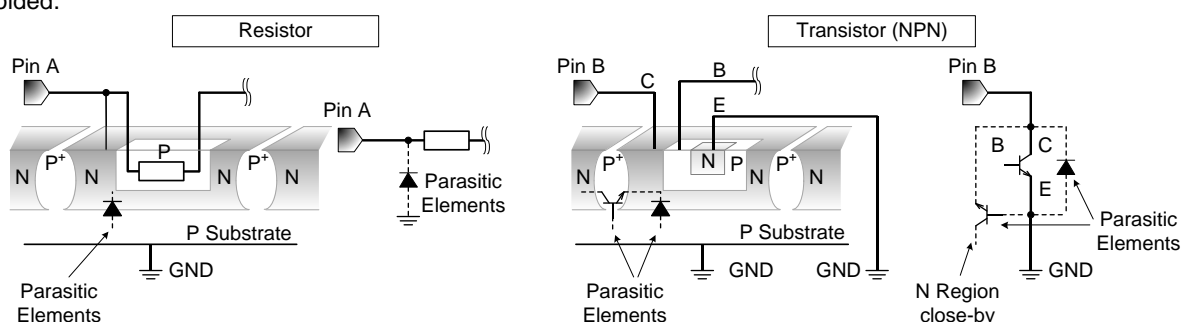 Resistor
Pin A
N
P+
N
P
N
P+
N
Parasitic
Elements
P Substrate
GND
Pin A
Parasitic
Elements
Transistor (NPN)
Pin B
C
B
E
N
P+
N
N
P
N
P+
N
P Substrate
GND
GND
Parasitic
Elements
Pin B
B
C
E
Parasitic
Elements
GND
N Region
close-by